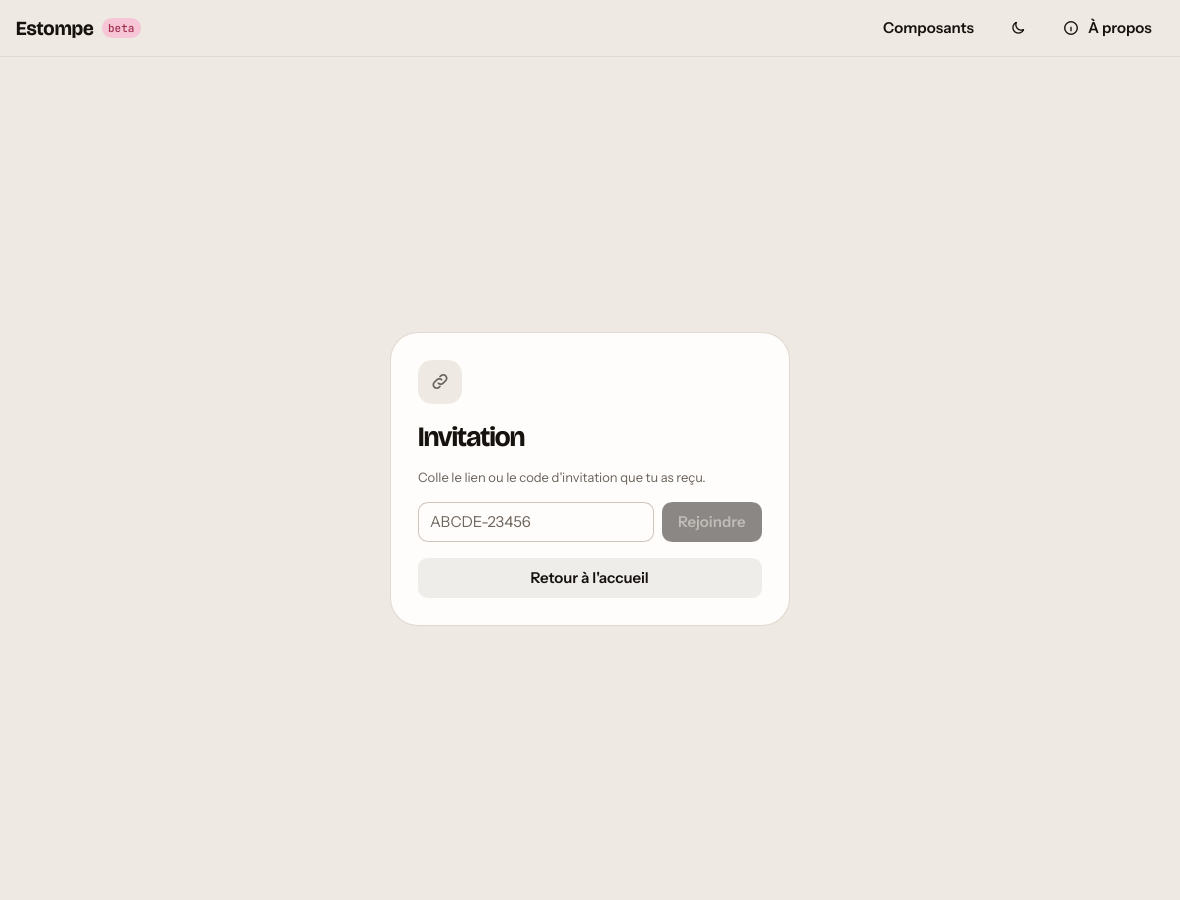 Estompe beta Composants À propos
Invitation
Colle le lien ou le code d'invitation que tu as reçu.
ABCDE-23456 Rejoindre
Retour à l'accueil